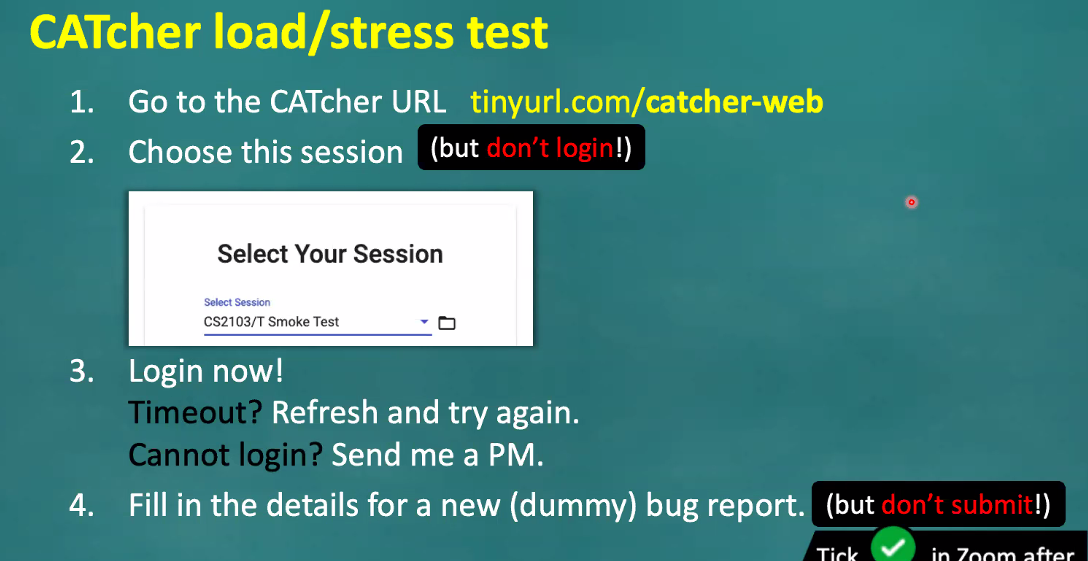 CATcher load/stress test
1. Go to the CATcher URL tinyurl.com/catcher-web
2. Choose this session (but don't login!)
Select Your Session
Select Session
CS2103/T Smoke Test
3. Login now!
Timeout? Refresh and try again.
Cannot login? Send me a PM.
4. Fill in the details for a new (dummy) bug report. (but don't submit!)
Tick in Zoom after